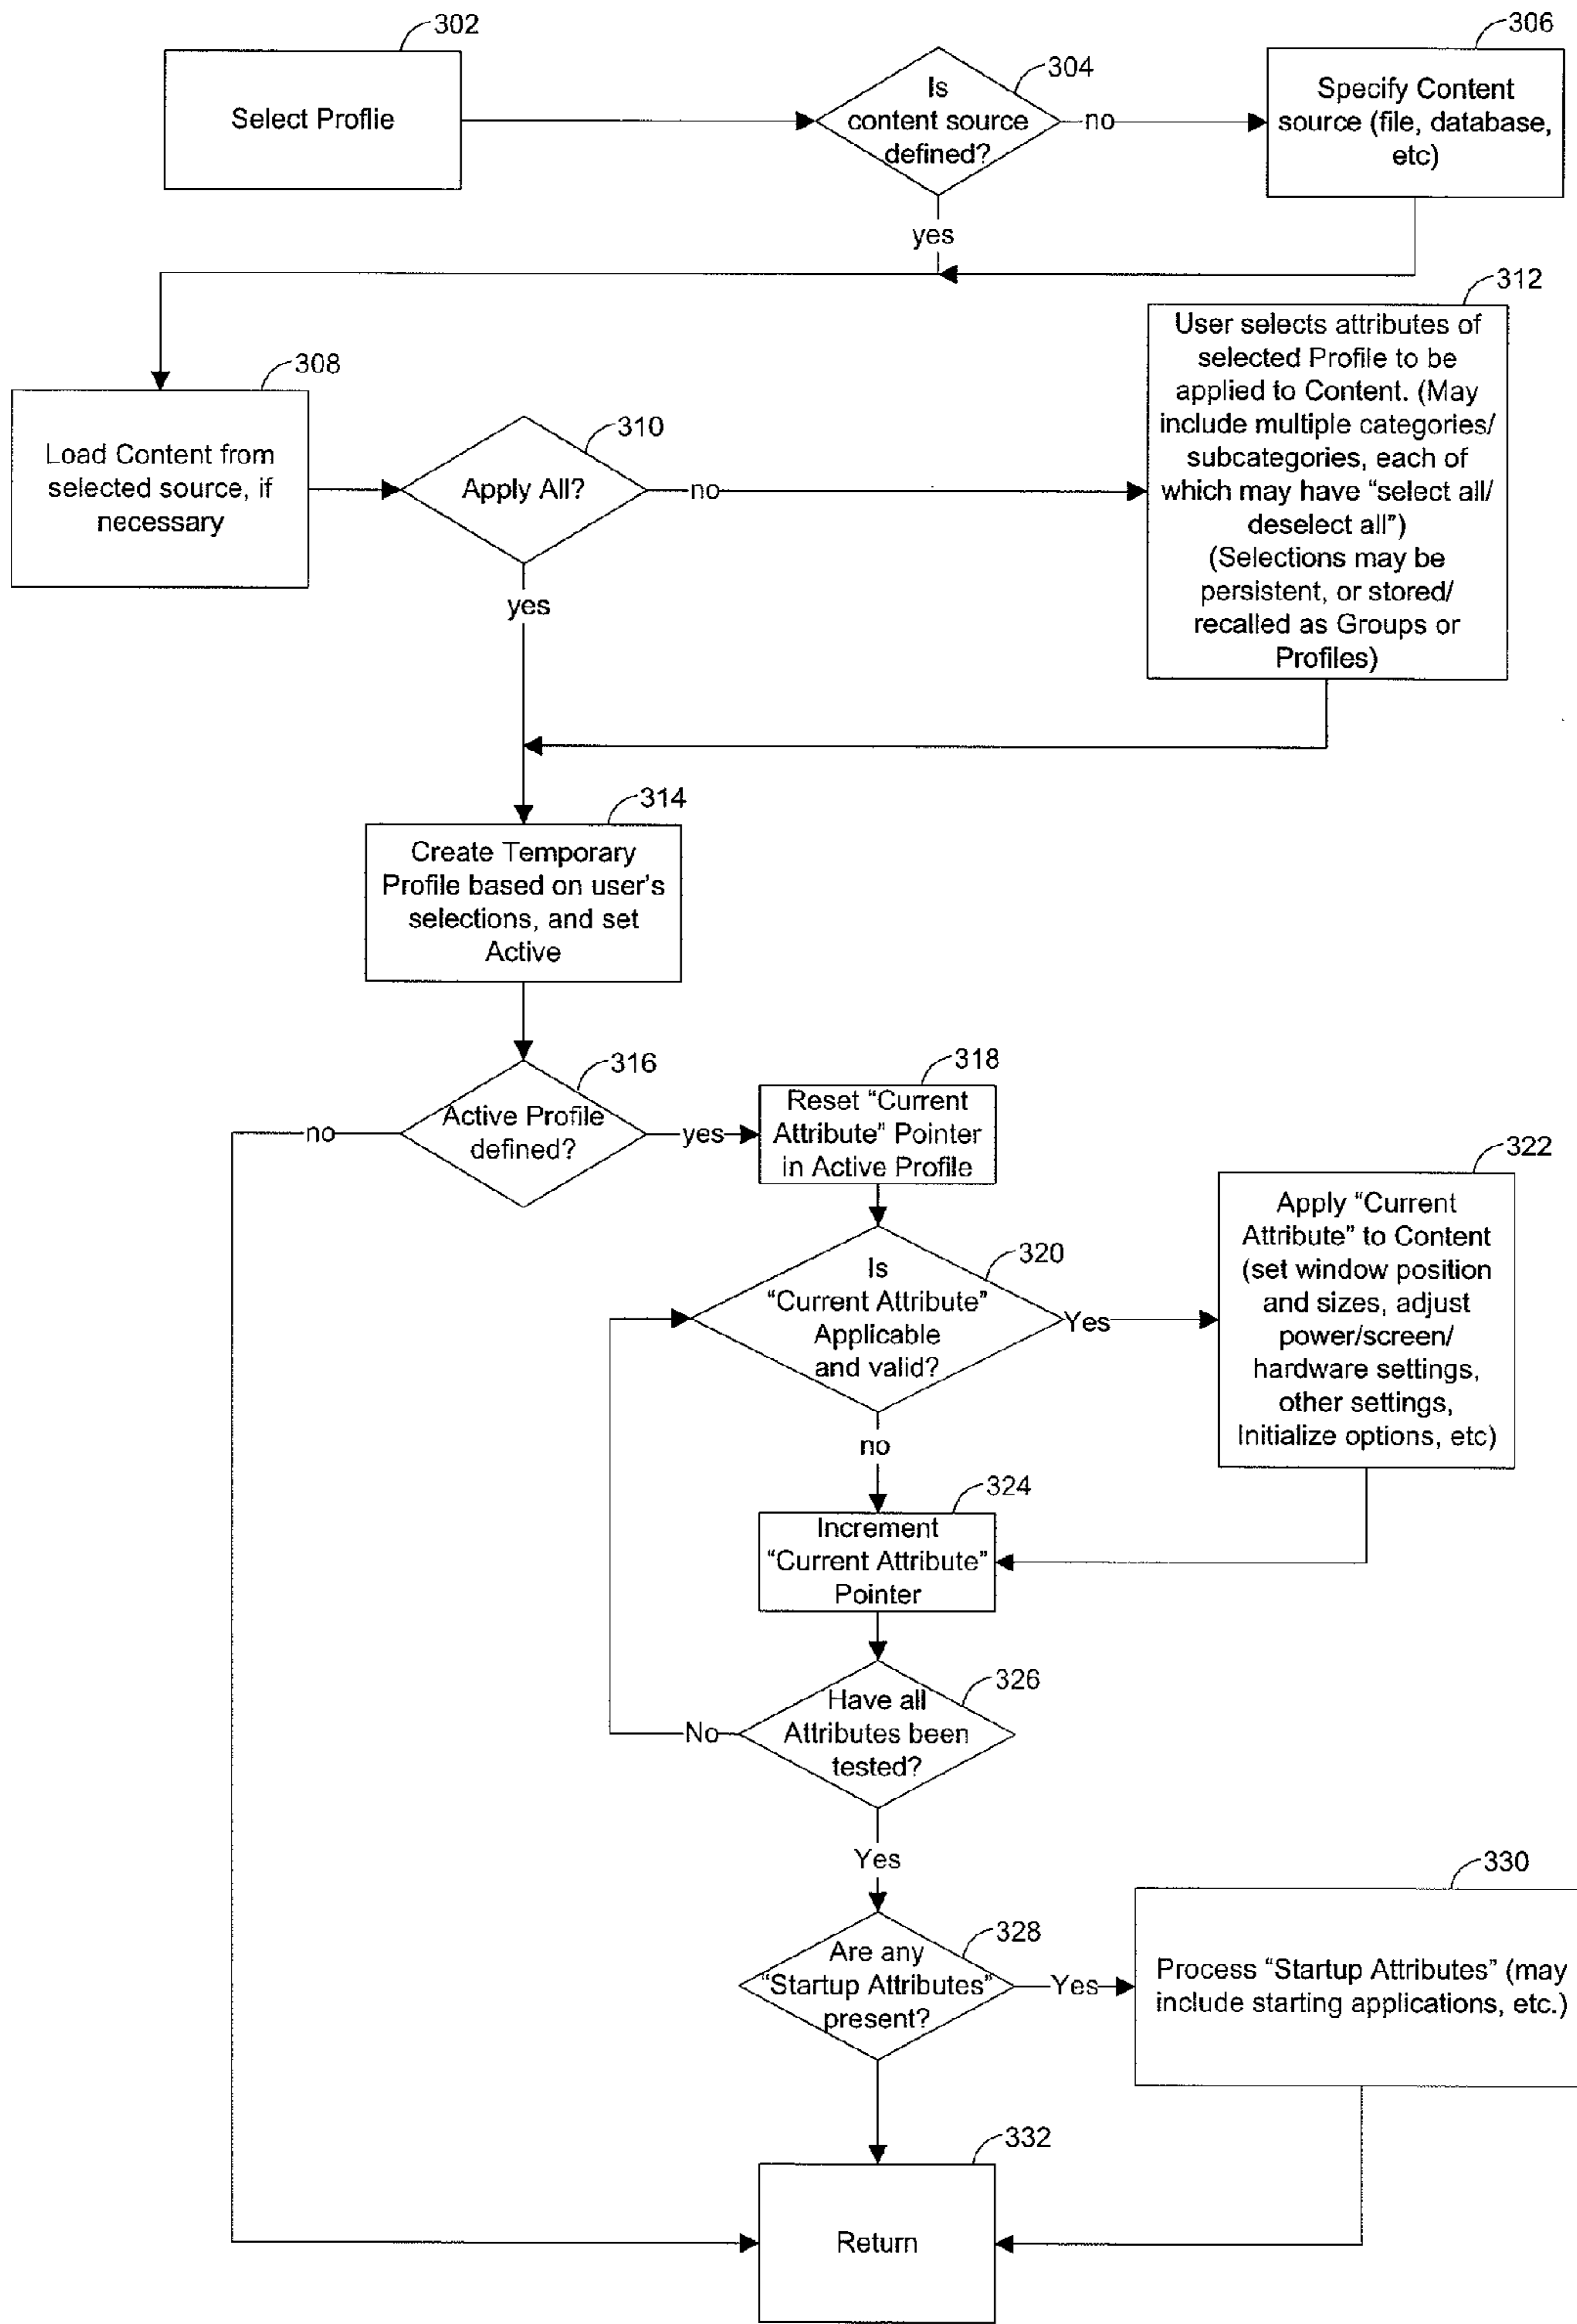 302
Select Proflie
304
Is
content source
defined?
no
yes
306
Specify Content
source (file, database,
etc)
308
Load Content from
selected source, if
necessary
310
Apply All?
no
yes
312
User selects attributes of
selected Profile to be
applied to Content. (May
include multiple categories/
subcategories, each of
which may have “select all/
deselect all”)
(Selections may be
persistent, or stored/
recalled as Groups or
Profiles)
314
Create Temporary
Profile based on user's
selections, and set
Active
316
Active Profile
defined?
no
yes
318
Reset “Current
Attribute” Pointer
in Active Profile
320
Is
“Current Attribute”
Applicable
and valid?
Yes
no
322
Apply “Current
Attribute” to Content
(set window position
and sizes, adjust
power/screen/
hardware settings,
other settings,
Initialize options, etc)
324
Increment
“Current Attribute”
Pointer
326
Have all
Attributes been
tested?
No
Yes
328
Are any
“Startup Attributes”
present?
Yes
330
Process “Startup Attributes” (may
include starting applications, etc.)
332
Return